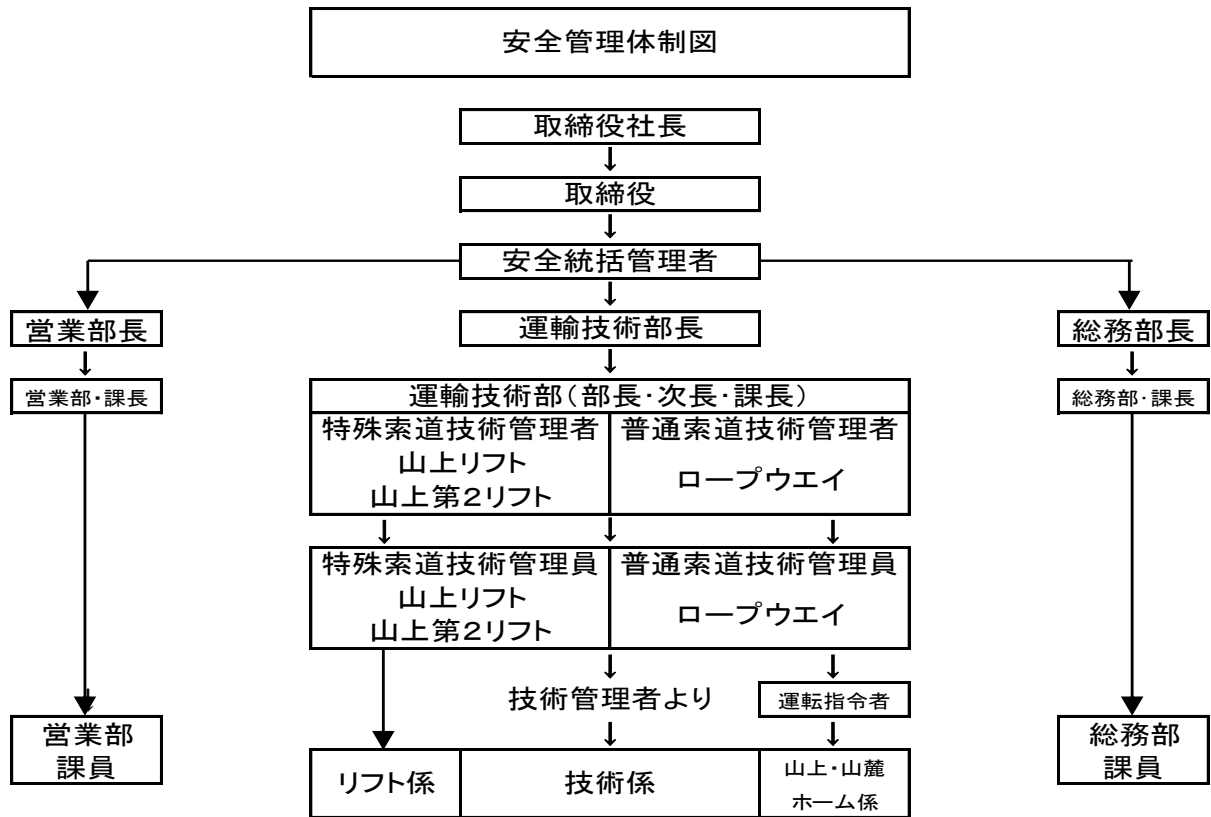 安全管理体制図
取締役社長
取締役
安全統括管理者
営業部長
運輸技術部長
総務部長
営業部・課長
運輸技術部(部長・次長・課長)
総務部・課長
特殊索道技術管理者
山上リフト
山上第2リフト
普通索道技術管理者
ロープウエイ
特殊索道技術管理員
山上リフト
山上第2リフト
普通索道技術管理員
ロープウエイ
技術管理者より
運転指令者
営業部
課員
リフト係
技術係
山上・山麓
ホーム係
総務部
課員